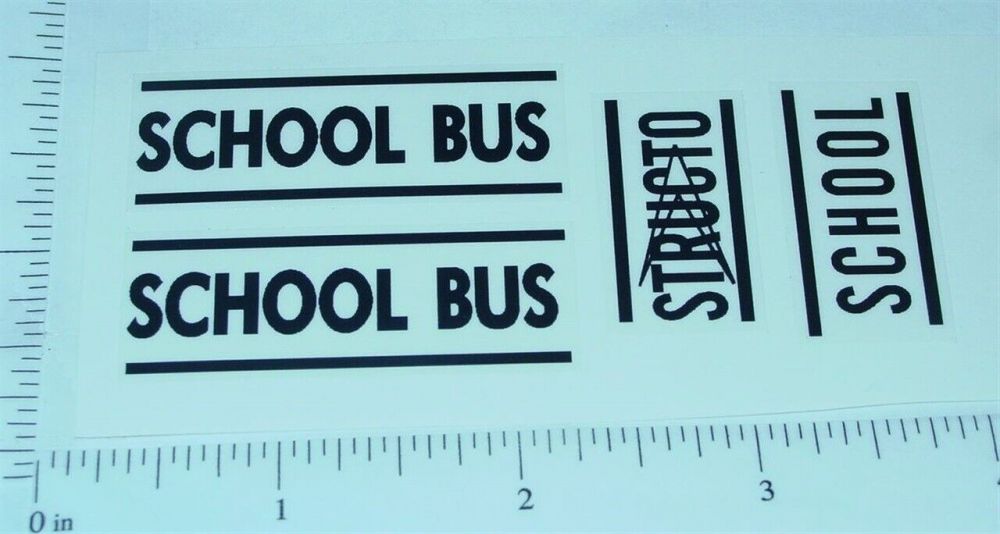 SCHOOL BUS
SCHOOL BUS
STRUCTO
SCHOOL
0 in 1 2 3